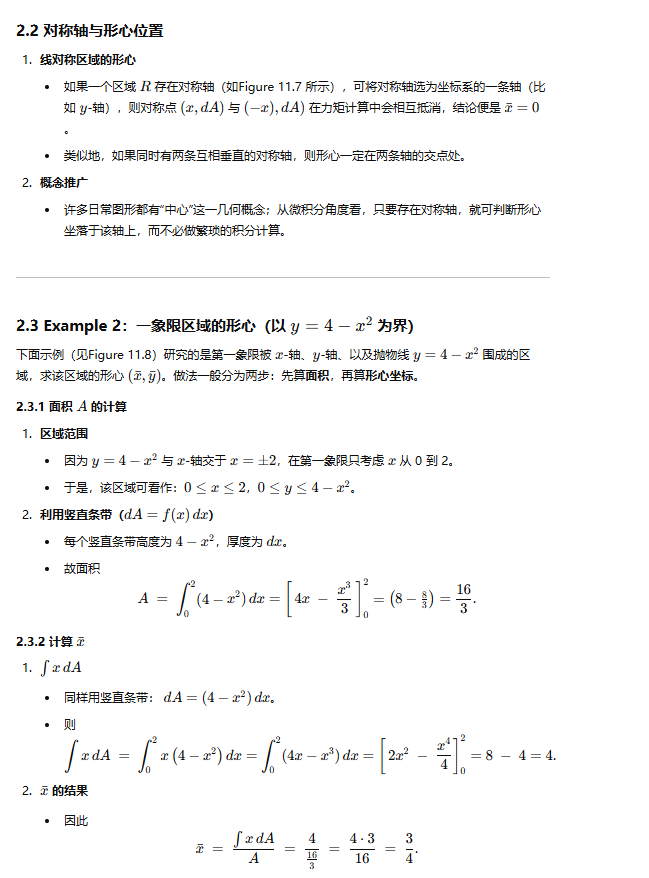 2.2 对称轴与形心位置
1. 线对称区域的形心
• 如果一个区域 R 存在对称轴（如Figure 11.7 所示），可将对称轴选为坐标系的一条轴（比
如 y-轴），则对称点 (x, dA) 与 (−x), dA) 在力矩计算中会相互抵消，结论便是 x̄ = 0
。
• 类似地，如果同时有两条互相垂直的对称轴，则形心一定在两条轴的交点处。
2. 概念推广
• 许多日常图形都有“中心”这一几何概念；从微积分角度看，只要存在对称轴，就可判断形心
坐落于该轴上，而不必做繁琐的积分计算。
2.3 Example 2：一象限区域的形心（以 y = 4 − x² 为界）
下面示例（见Figure 11.8）研究的是第一象限被 x-轴、y-轴、以及抛物线 y = 4 − x² 围成的区
域，求该区域的形心 (x̄, ȳ)。做法一般分为两步：先算面积，再算形心坐标。
2.3.1 面积 A 的计算
1. 区域范围
• 因为 y = 4 − x² 与 x-轴交于 x = ±2，在第一象限只考虑 x 从 0 到 2。
• 于是，该区域可看作：0 ≤ x ≤ 2，0 ≤ y ≤ 4 − x²。
2. 利用竖直条带（dA = f(x) dx）
• 每个竖直条带高度为 4 − x²，厚度为 dx。
• 故面积
A = ∫₀² (4 − x²) dx = [4x − x³/3]₀² = (8 − 8/3) = 16/3.
2.3.2 计算 x̄
1. ∫ x dA
• 同样用竖直条带：dA = (4 − x²) dx。
• 则
∫ x dA = ∫₀² x (4 − x²) dx = ∫₀² (4x − x³) dx = [2x² − x⁴/4]₀² = 8 − 4 = 4.
2. x̄ 的结果
• 因此
x̄ = ∫ x dA / A = 4 / (16/3) = 4 · 3 / 16 = 3/4.